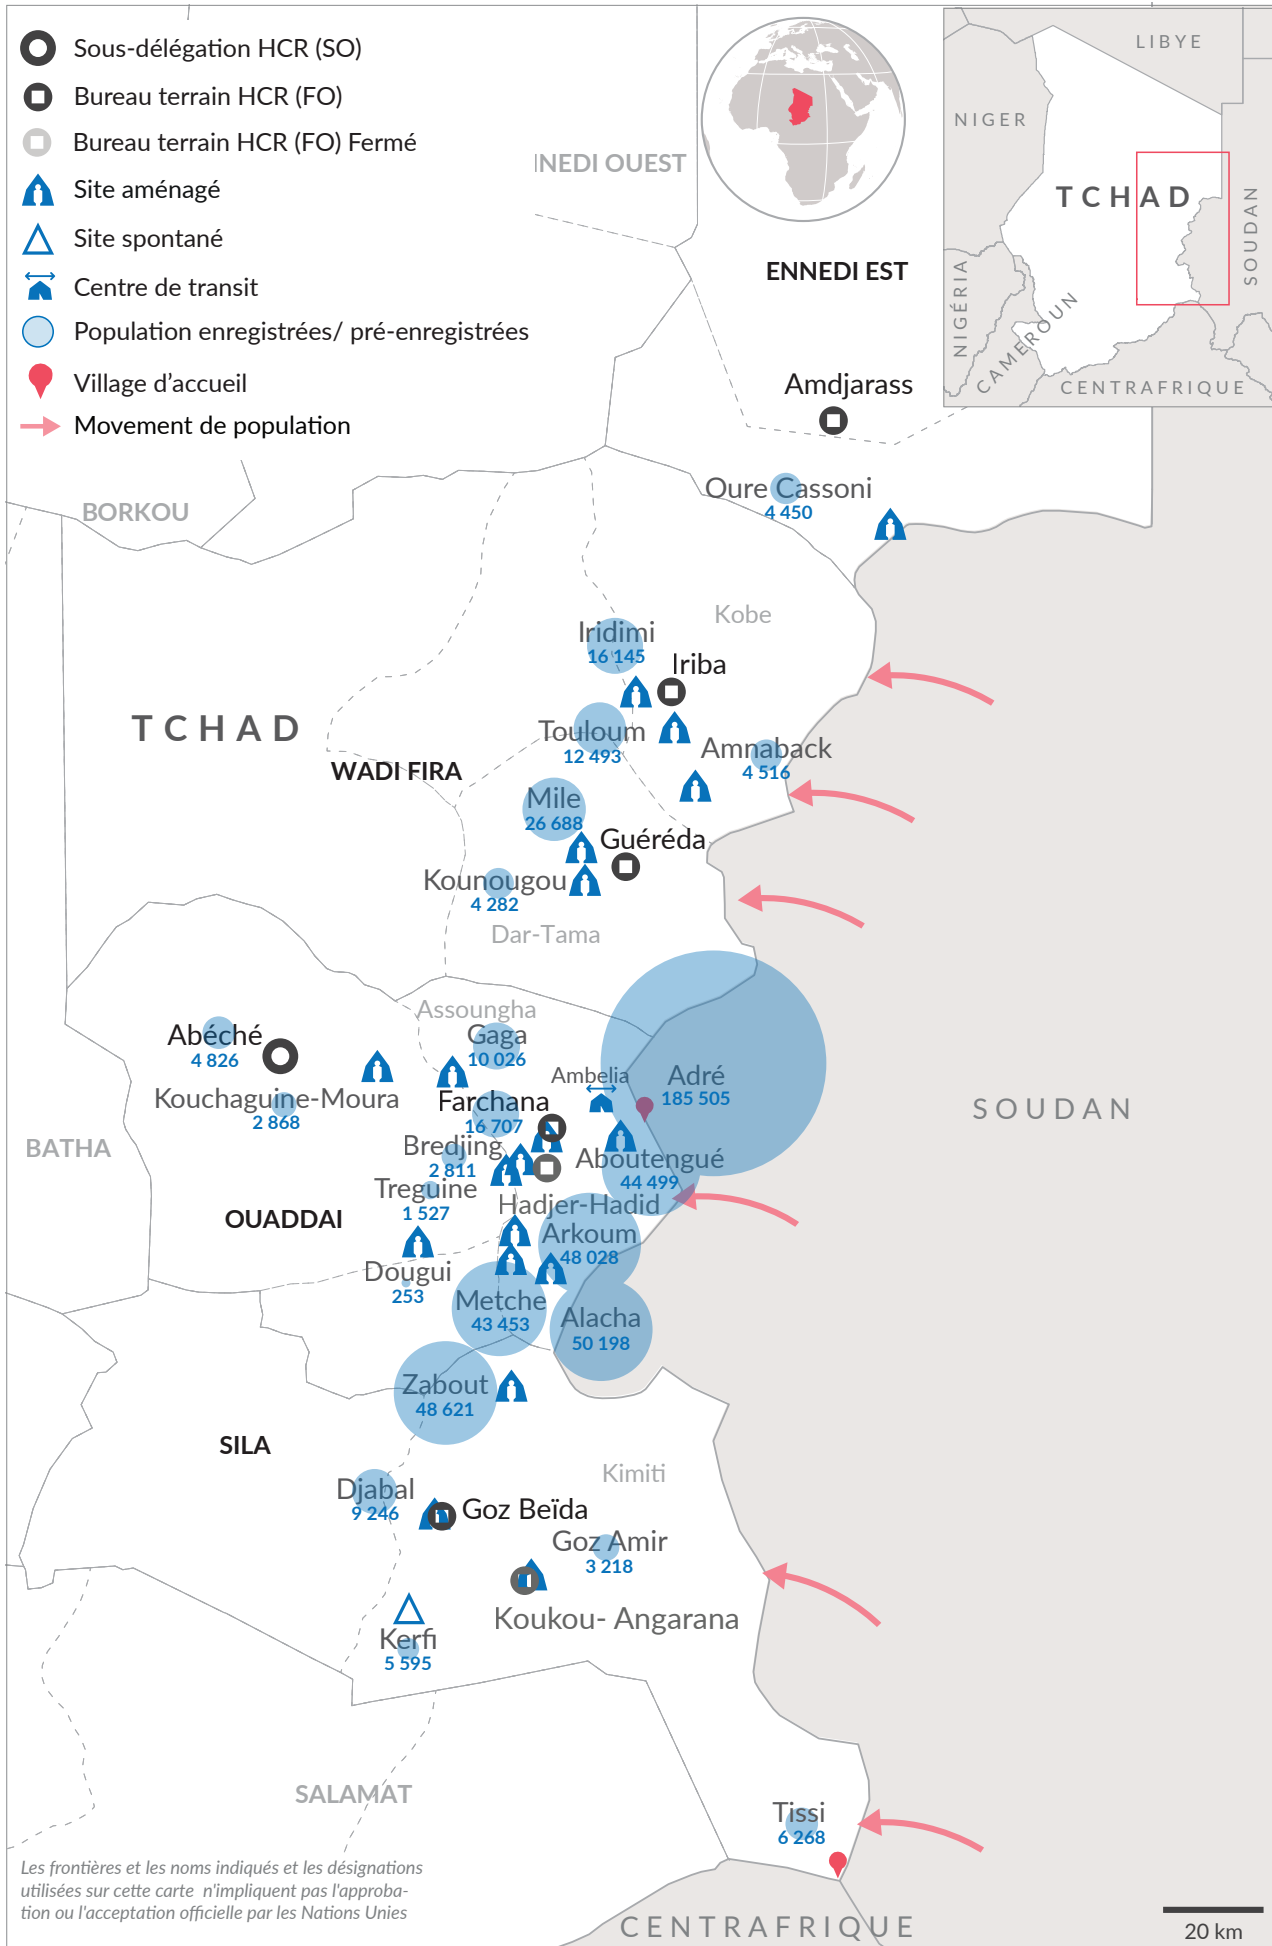 Sous-délégation HCR (SO)
Bureau terrain HCR (FO)
Bureau terrain HCR (FO) Fermé
Site aménagé
Site spontané
Centre de transit
Population enregistrées/ pré-enregistrées
Village d'accueil
Movement de population
LIBYE
NIGER
TCHAD
SOUDAN
NIGÉRIA
CAMEROUN
CENTRAFRIQUE
NNEDI OUEST
ENNEDI EST
Amdjarass
Oure Cassoni
4 450
BORKOU
Kobe
Iridimi
16 145
Iriba
TCHAD
Touloum
12 493
Amnaback
4 516
WADI FIRA
Mile
26 688
Guéréda
Kounougou
4 282
Dar-Tama
Assoungha
Gaga
10 026
Abéché
4 826
Ambelia
Adré
185 505
Kouchaguine-Moura
2 868
Farchana
16 707
SOUDAN
BATHA
Bredjing
2 811
Aboutengué
44 499
Treguine
1 527
Hadjer-Hadid
OUADDAI
Arkoum
48 028
Dougui
253
Metche
43 453
Alacha
50 198
Zabout
48 621
SILA
Kimiti
Djabal
9 246
Goz Beïda
Goz Amir
3 218
Koukou- Angarana
Kerfi
5 595
SALAMAT
Tissi
6 268
Les frontières et les noms indiqués et les désignations
utilisées sur cette carte n'impliquent pas l'approba-
tion ou l'acceptation officielle par les Nations Unies
CENTRAFRIQUE
20 km